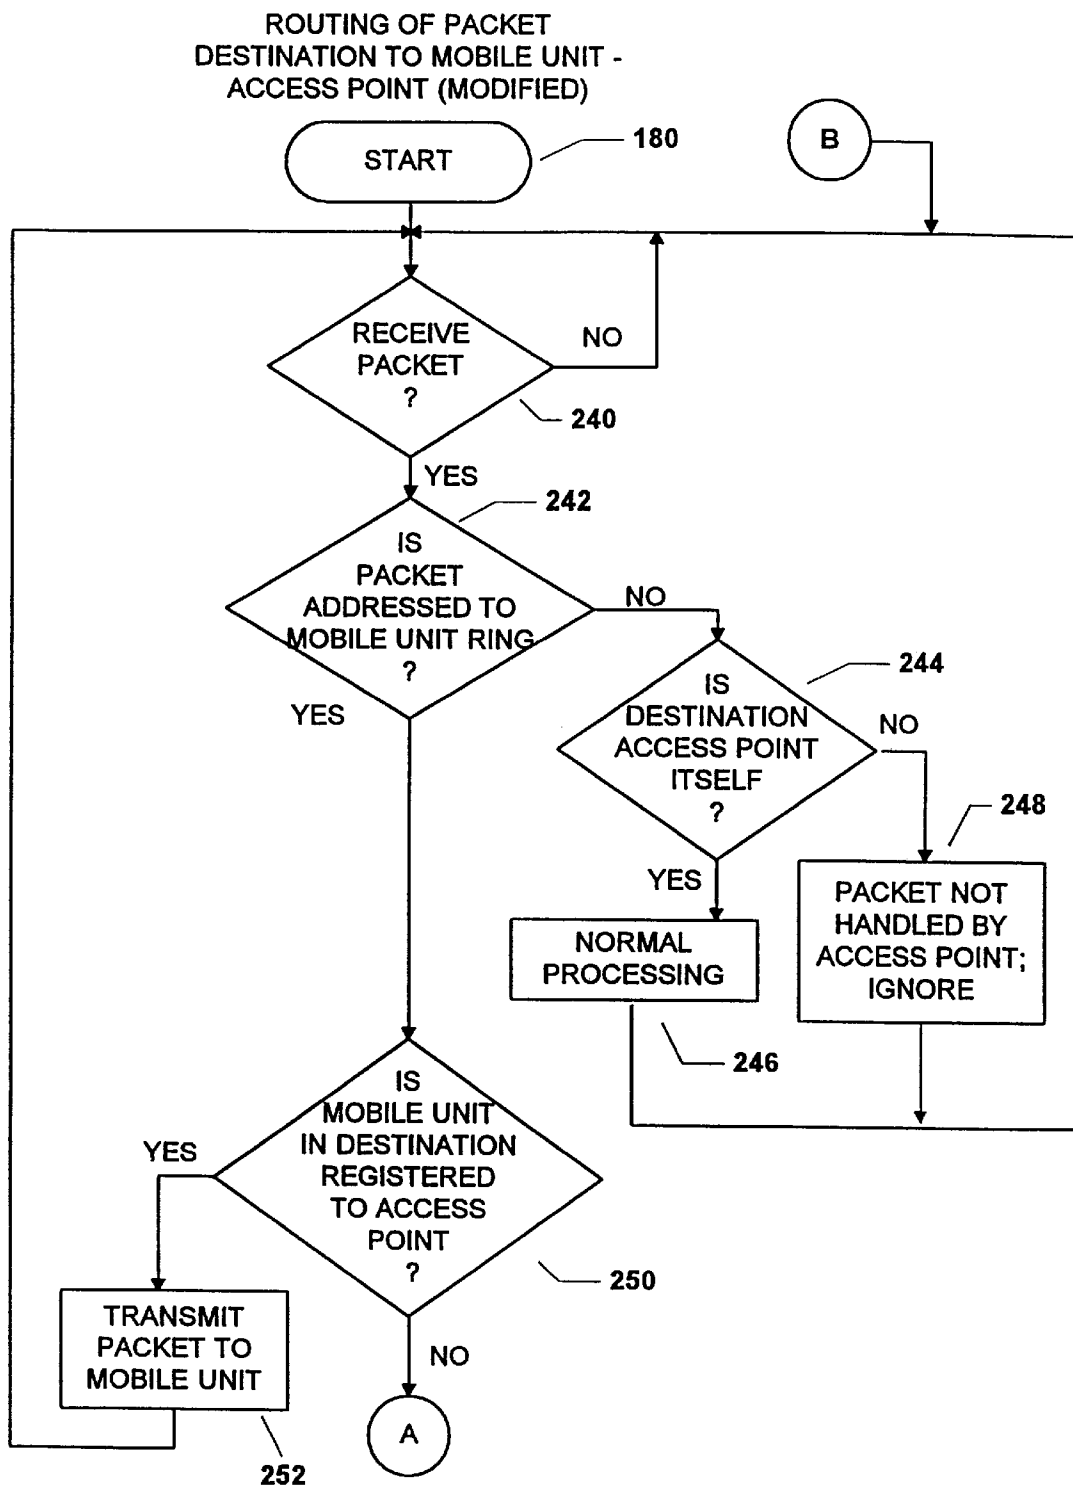 ROUTING OF PACKET
DESTINATION TO MOBILE UNIT -
ACCESS POINT (MODIFIED)
START
180
B
RECEIVE
PACKET
?
NO
240
YES
242
IS
PACKET
ADDRESSED TO
MOBILE UNIT RING
?
NO
YES
244
IS
DESTINATION
ACCESS POINT
ITSELF
?
NO
YES
248
PACKET NOT
HANDLED BY
ACCESS POINT;
IGNORE
NORMAL
PROCESSING
246
IS
MOBILE UNIT
IN DESTINATION
REGISTERED
TO ACCESS
POINT
?
YES
250
TRANSMIT
PACKET TO
MOBILE UNIT
NO
A
252